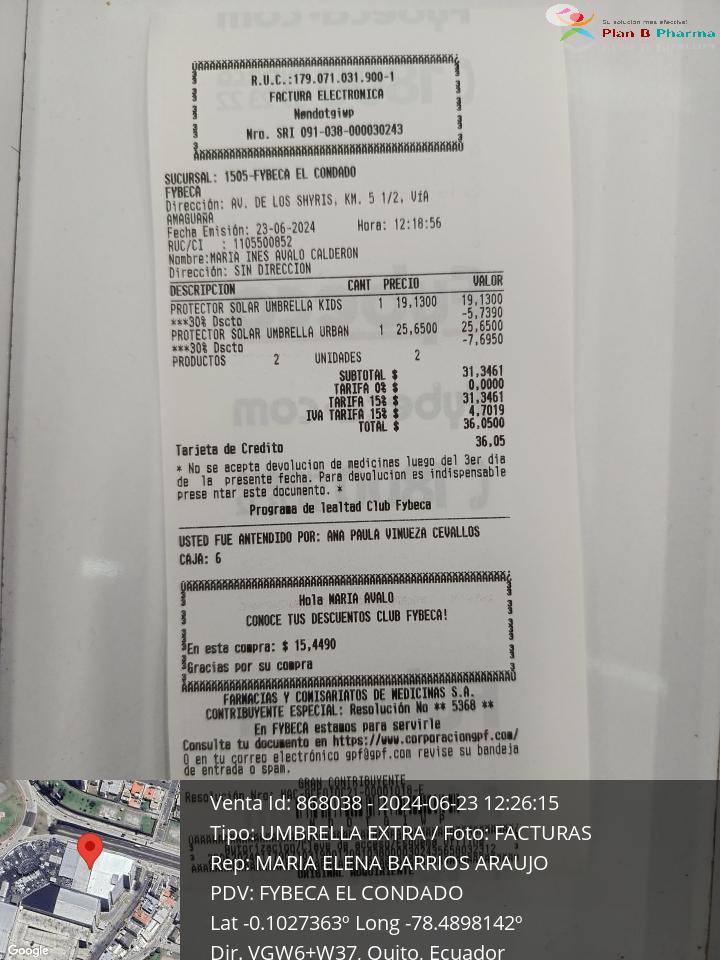 Su solución más efectiva!
Plan B Pharma
R.U.C.:179.071.031.900-1
FACTURA ELECTRONICA
Nro. SRI 091-038-000030243
SUCURSAL: 1505-FYBECA EL CONDADO
FYBECA
Dirección: AV. DE LOS SHYRIS, KM. 5 1/2, VíA
AMAGUAÑA
Fecha Emisión: 23-06-2024 Hora: 12:18:56
RUC/CI : 1105500852
Nombre:MARIA INES AVALO CALDERON
Dirección: SIN DIRECCION
DESCRIPCION CANT PRECIO VALOR
PROTECTOR SOLAR UMBRELLA KIDS 1 19,1300 19,1300
***30% Dscto -5,7390
PROTECTOR SOLAR UMBRELLA URBAN 1 25,6500 25,6500
***30% Dscto -7,6950
PRODUCTOS 2 UNIDADES 2
SUBTOTAL $ 31,3461
TARIFA 0% $ 0,0000
TARIFA 15% $ 31,3461
IVA TARIFA 15% $ 4,7019
TOTAL $ 36,0500
Tarjeta de Credito 36,05
* No se acepta devolucion de medicinas luego del 3er dia
de la presente fecha. Para devolucion es indispensable
prese ntar este documento. *
Programa de lealtad Club Fybeca
USTED FUE ANTENDIDO POR: ANA PAULA VINUEZA CEVALLOS
CAJA: 6
Hola MARIA AVALO
CONOCE TUS DESCUENTOS CLUB FYBECA!
En esta compra: $ 15,4490
Gracias por su compra
FARMACIAS Y COMISARIATOS DE MEDICINAS S.A.
CONTRIBUYENTE ESPECIAL: Resolución No ** 5368 **
En FYBECA estamos para servirle
Consulta tu documento en https://www.corporaciongpf.com/
O en tu correo electrónico gpf@gpf.com revise su bandeja
de entrada o spam.
GRAN CONTRIBUYENTE
Venta Id: 868038 - 2024-06-23 12:26:15
Tipo: UMBRELLA EXTRA / Foto: FACTURAS
Rep: MARIA ELENA BARRIOS ARAUJO
PDV: FYBECA EL CONDADO
Lat -0.1027363º Long -78.4898142º
Dir. VGW6+W37, Quito, Ecuador
Google